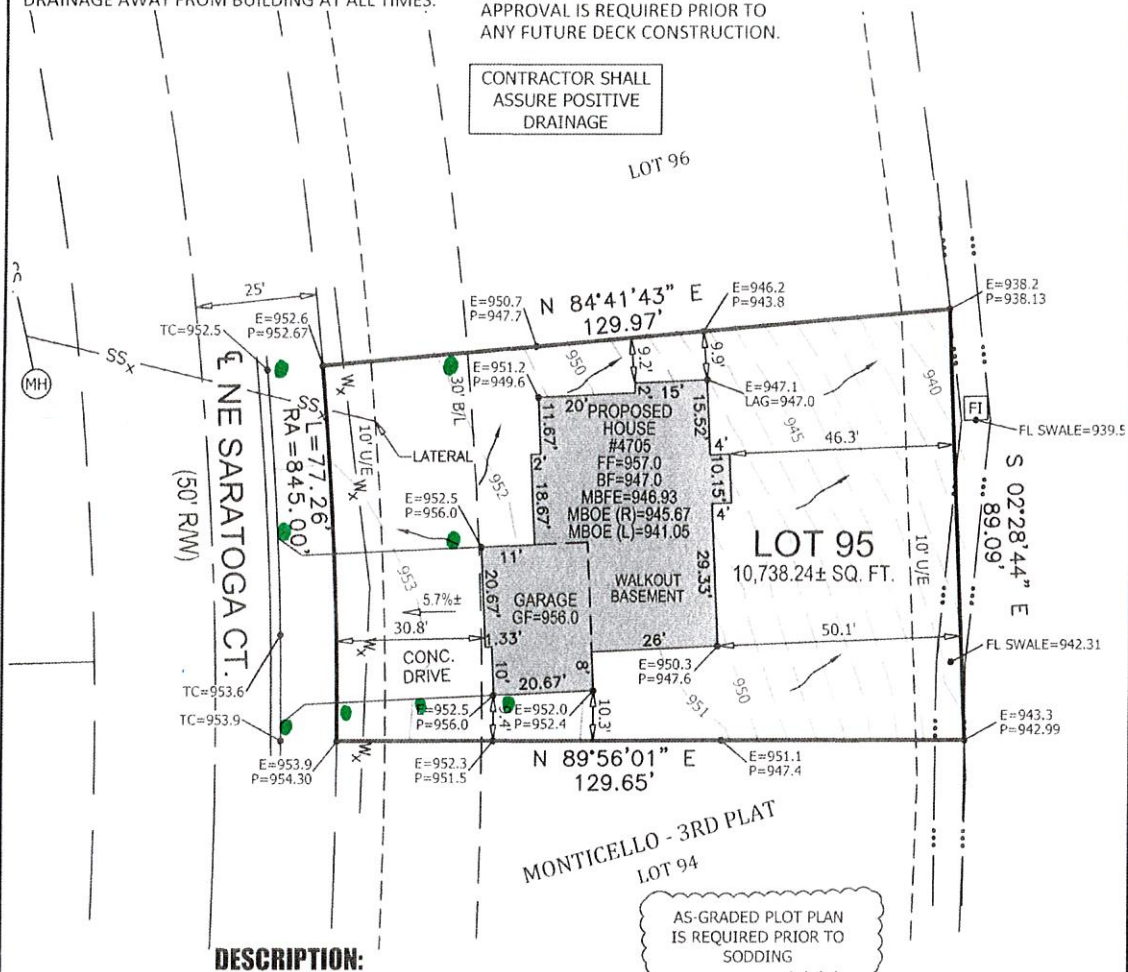 DRAINAGE AWAY FROM BUILDING AT ALL TIMES.
APPROVAL IS REQUIRED PRIOR TO
ANY FUTURE DECK CONSTRUCTION.
CONTRACTOR SHALL
ASSURE POSITIVE
DRAINAGE
LOT 96
25'
TC=952.5
E=952.6
P=952.67
E=950.7
P=947.7
N 84°41'43" E
129.97'
E=946.2
P=943.8
E=938.2
P=938.13
SSx
MH
SSx
Wx
30' B/L
E=951.2
P=949.6
950
9.2'
9.9'
E=947.1
LAG=947.0
940
FI
FL SWALE=939.5
℄ NE SARATOGA CT.
(50' R/W)
L=77.26'
RA=845.00'
10' U/E
Wx
LATERAL
952
11.67'
2'
18.67'
20'
2'
15'
15.52'
4'
10.15'
4'
945
46.3'
PROPOSED
HOUSE
#4705
FF=957.0
BF=947.0
MBFE=946.93
MBOE (R)=945.67
MBOE (L)=941.05
E=952.5
P=956.0
LOT 95
10,738.24± SQ. FT.
10' U/E
S 02°28'44" E
89.09'
953
11'
20.67'
GARAGE
GF=956.0
WALKOUT
BASEMENT
29.33'
5.7%±
30.8'
1.33'
CONC.
DRIVE
10'
8'
26'
50.1'
FL SWALE=942.31
Wx
20.67'
E=950.3
P=947.6
950
951
TC=953.6
TC=953.9
E=952.5
P=956.0
9.4'
E=952.0
P=952.4
10.3'
Wx
E=953.9
P=954.30
E=952.3
P=951.5
N 89°56'01" E
129.65'
E=951.1
P=947.4
E=943.3
P=942.99
MONTICELLO - 3RD PLAT
LOT 94
AS-GRADED PLOT PLAN
IS REQUIRED PRIOR TO
SODDING
DESCRIPTION: